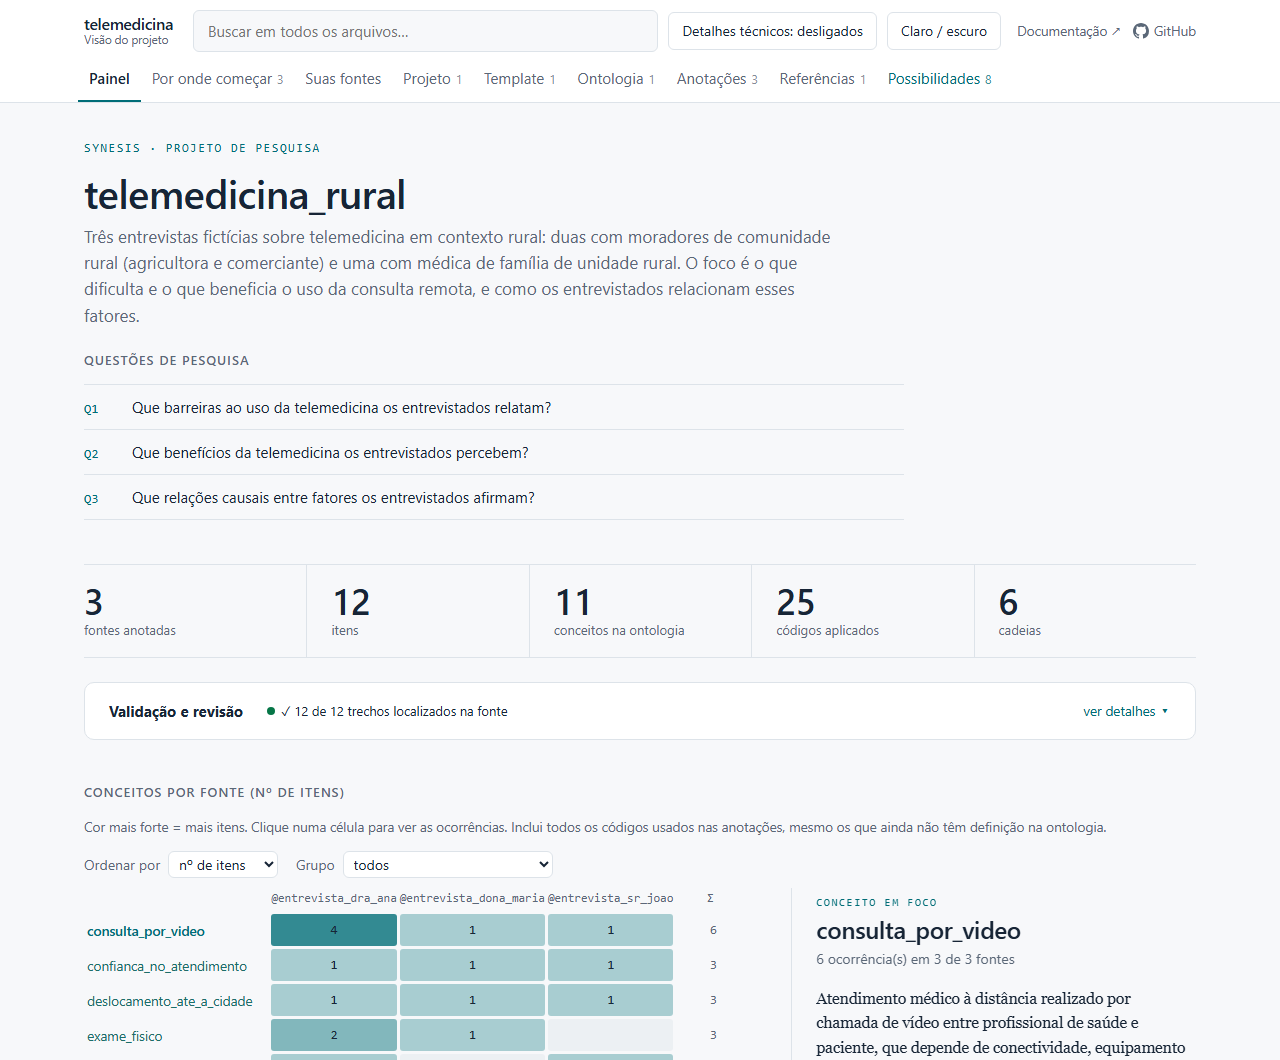 telemedicina
Visão do projeto
Buscar em todos os arquivos...
Detalhes técnicos: desligados
Claro / escuro
Documentação ↗
GitHub
Painel
Por onde começar 3
Suas fontes
Projeto 1
Template 1
Ontologia 1
Anotações 3
Referências 1
Possibilidades 8
SYNESIS · PROJETO DE PESQUISA
telemedicina_rural
Três entrevistas fictícias sobre telemedicina em contexto rural: duas com moradores de comunidade
rural (agricultora e comerciante) e uma com médica de família de unidade rural. O foco é o que
dificulta e o que beneficia o uso da consulta remota, e como os entrevistados relacionam esses
fatores.
QUESTÕES DE PESQUISA
Q1 Que barreiras ao uso da telemedicina os entrevistados relatam?
Q2 Que benefícios da telemedicina os entrevistados percebem?
Q3 Que relações causais entre fatores os entrevistados afirmam?
3
fontes anotadas
12
itens
11
conceitos na ontologia
25
códigos aplicados
6
cadeias
Validação e revisão
✓ 12 de 12 trechos localizados na fonte
ver detalhes ▾
CONCEITOS POR FONTE (Nº DE ITENS)
Cor mais forte = mais itens. Clique numa célula para ver as ocorrências. Inclui todos os códigos usados nas anotações, mesmo os que ainda não têm definição na ontologia.
Ordenar por nº de itens Grupo todos
@entrevista_dra_ana @entrevista_dona_maria @entrevista_sr_joao Σ
consulta_por_video 4 1 1 6
confianca_no_atendimento 1 1 1 3
deslocamento_ate_a_cidade 1 1 1 3
exame_fisico 2 1 3
CONCEITO EM FOCO
consulta_por_video
6 ocorrência(s) em 3 de 3 fontes
Atendimento médico à distância realizado por
chamada de vídeo entre profissional de saúde e
paciente, que depende de conectividade, equipamento